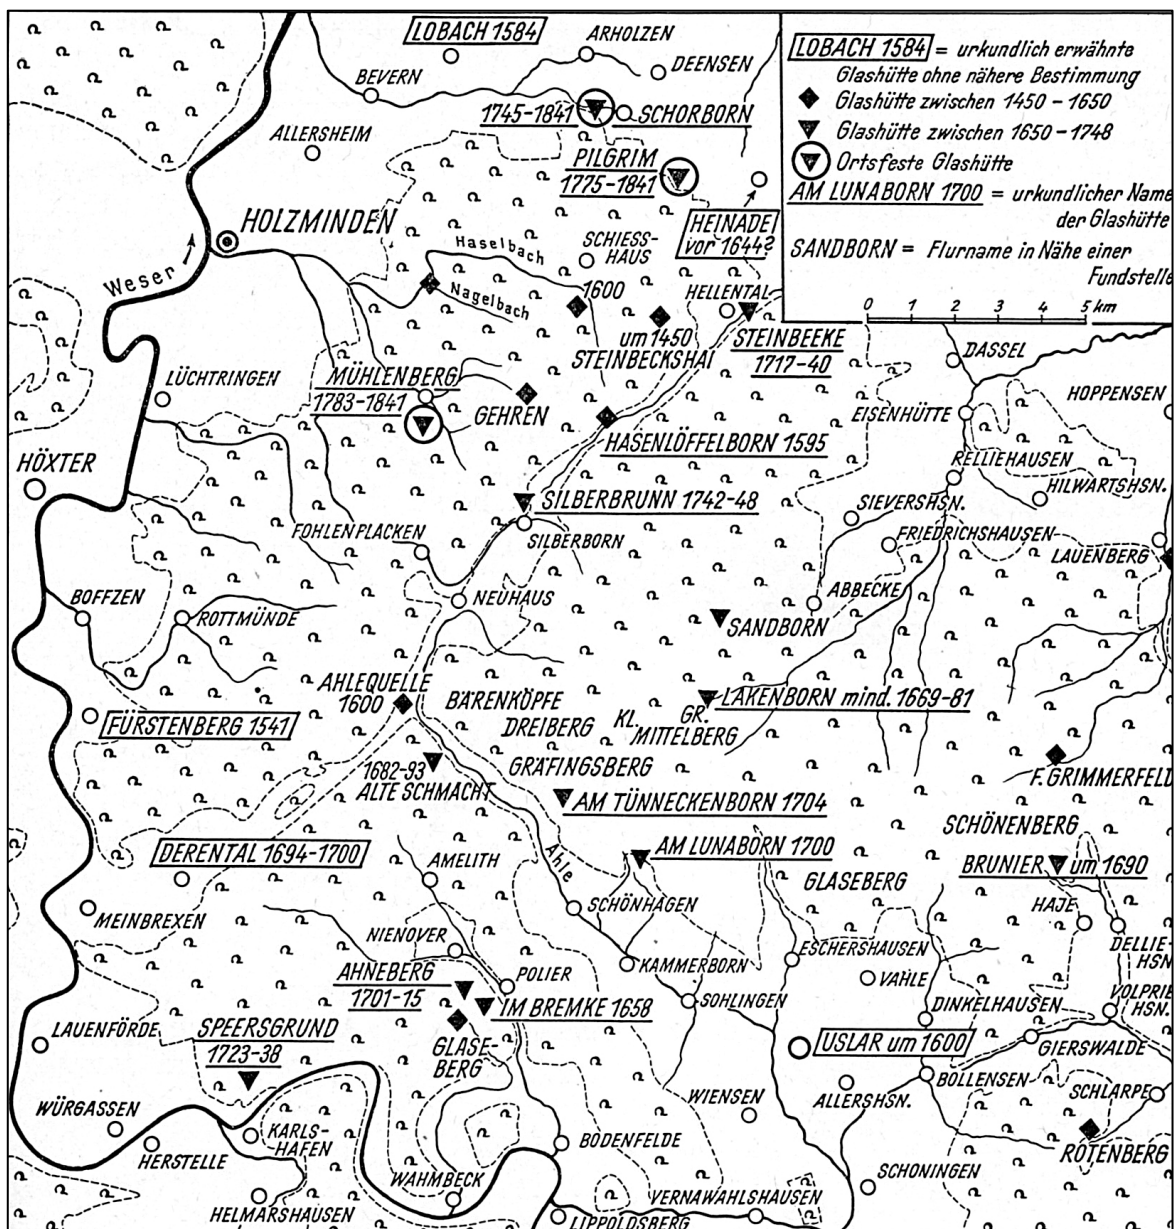 LOBACH 1584
ARHOLZEN
DEENSEN
BEVERN
1745-1841
SCHORBORN
ALLERSHEIM
PILGRIM
1775-1841
LOBACH 1584 = urkundlich erwähnte
Glashütte ohne nähere Bestimmung
Glashütte zwischen 1450 - 1650
Glashütte zwischen 1650 - 1748
Ortsfeste Glashütte
AM LUNABORN 1700 = urkundlicher Name
der Glashütte
SANDBORN = Flurname in Nähe einer
Fundstelle
0 1 2 3 4 5 km
HOLZMINDEN
HEINADE
vor 1644?
SCHIESS-
HAUS
Haselbach
Nagelbach
Weser
1600
HELLENTAL
um 1450
STEINBECKSHAI
STEINBEEKE
1717-40
DASSEL
LÜCHTRINGEN
MÜHLENBERG
1783-1841
GEHREN
HASENLÖFFELBORN 1595
EISENHÜTTE
HOPPENSEN
HÖXTER
RELLIEHAUSEN
HILWARTSHSN.
SILBERBRUNN 1742-48
SILBERBORN
SIEVERSHSN.
FRIEDRICHSHAUSEN
FOHLENPLACKEN
LAUENBERG
BOFFZEN
ROTTMÜNDE
NEUHAUS
ABBECKE
SANDBORN
AHLEQUELLE
1600
BÄRENKÖPFE
LAKENBORN mind. 1669-81
FÜRSTENBERG 1541
DREIBERG
KL.
GR.
MITTELBERG
GRÄFINGSBERG
1682-93
ALTE SCHMACHT
F. GRIMMERFELD
AM TÜNNECKENBORN 1704
SCHÖNENBERG
DERENTAL 1694-1700
AMELITH
Ahle
AM LUNABORN 1700
GLASEBERG
BRUNIER um 1690
MEINBREXEN
SCHÖNHAGEN
HAJE
DELLIE-
HSN.
NIENOVER
ESCHERSHAUSEN
KAMMERBORN
VAHLE
AHNEBERG
1701-15
POLIER
IM BREMKE 1658
SOHLINGEN
DINKELHAUSEN
VOLPRIE
HSN.
LAUENFÖRDE
SPEERSGRUND
1723-38
GLASE-
BERG
USLAR um 1600
GIERSWALDE
BOLLENSEN
ALLERSHSN.
SCHLARPE
WÜRGASSEN
WIENSEN
HERSTELLE
KARLS-
HAFEN
BODENFELDE
ROTENBERG
WAHMBECK
SCHONINGEN
HELMARSHAUSEN
LIPPOLDSBERG
VERNAWAHLSHAUSEN